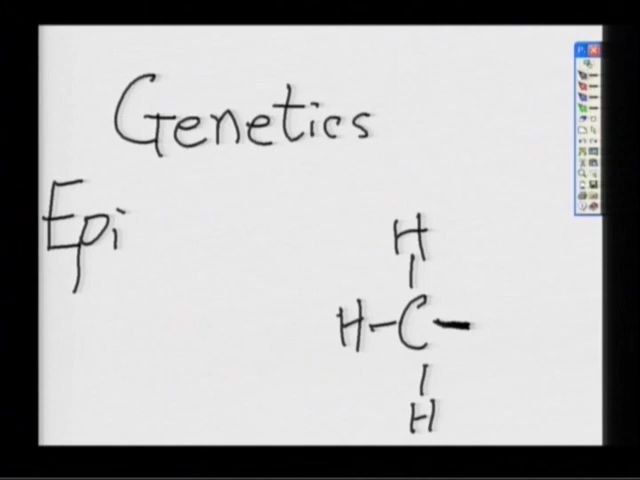 Genetics
Epi
H
H-C-
H